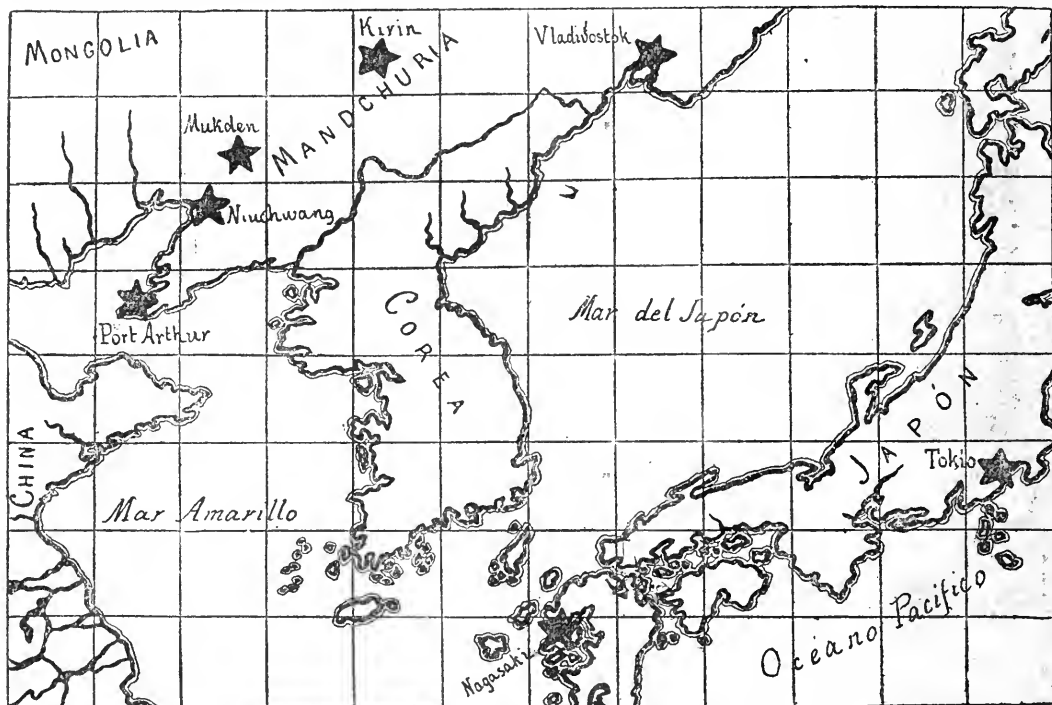 MONGOLIA
Kirin
Vladivostok
MANDCHURIA
Mukden
Niuchwang
Port Arthur
COREA
Mar del Japón
JAPÓN
Tokio
CHINA
Mar Amarillo
Nagasaki
Océano Pacifico